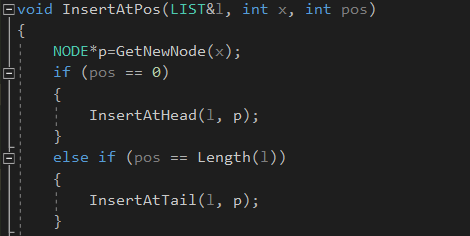 void InsertAtPos(LIST&l, int x, int pos)
{
NODE*p=GetNewNode(x);
if (pos == 0)
{
InsertAtHead(l, p);
}
else if (pos == Length(l))
{
InsertAtTail(l, p);
}